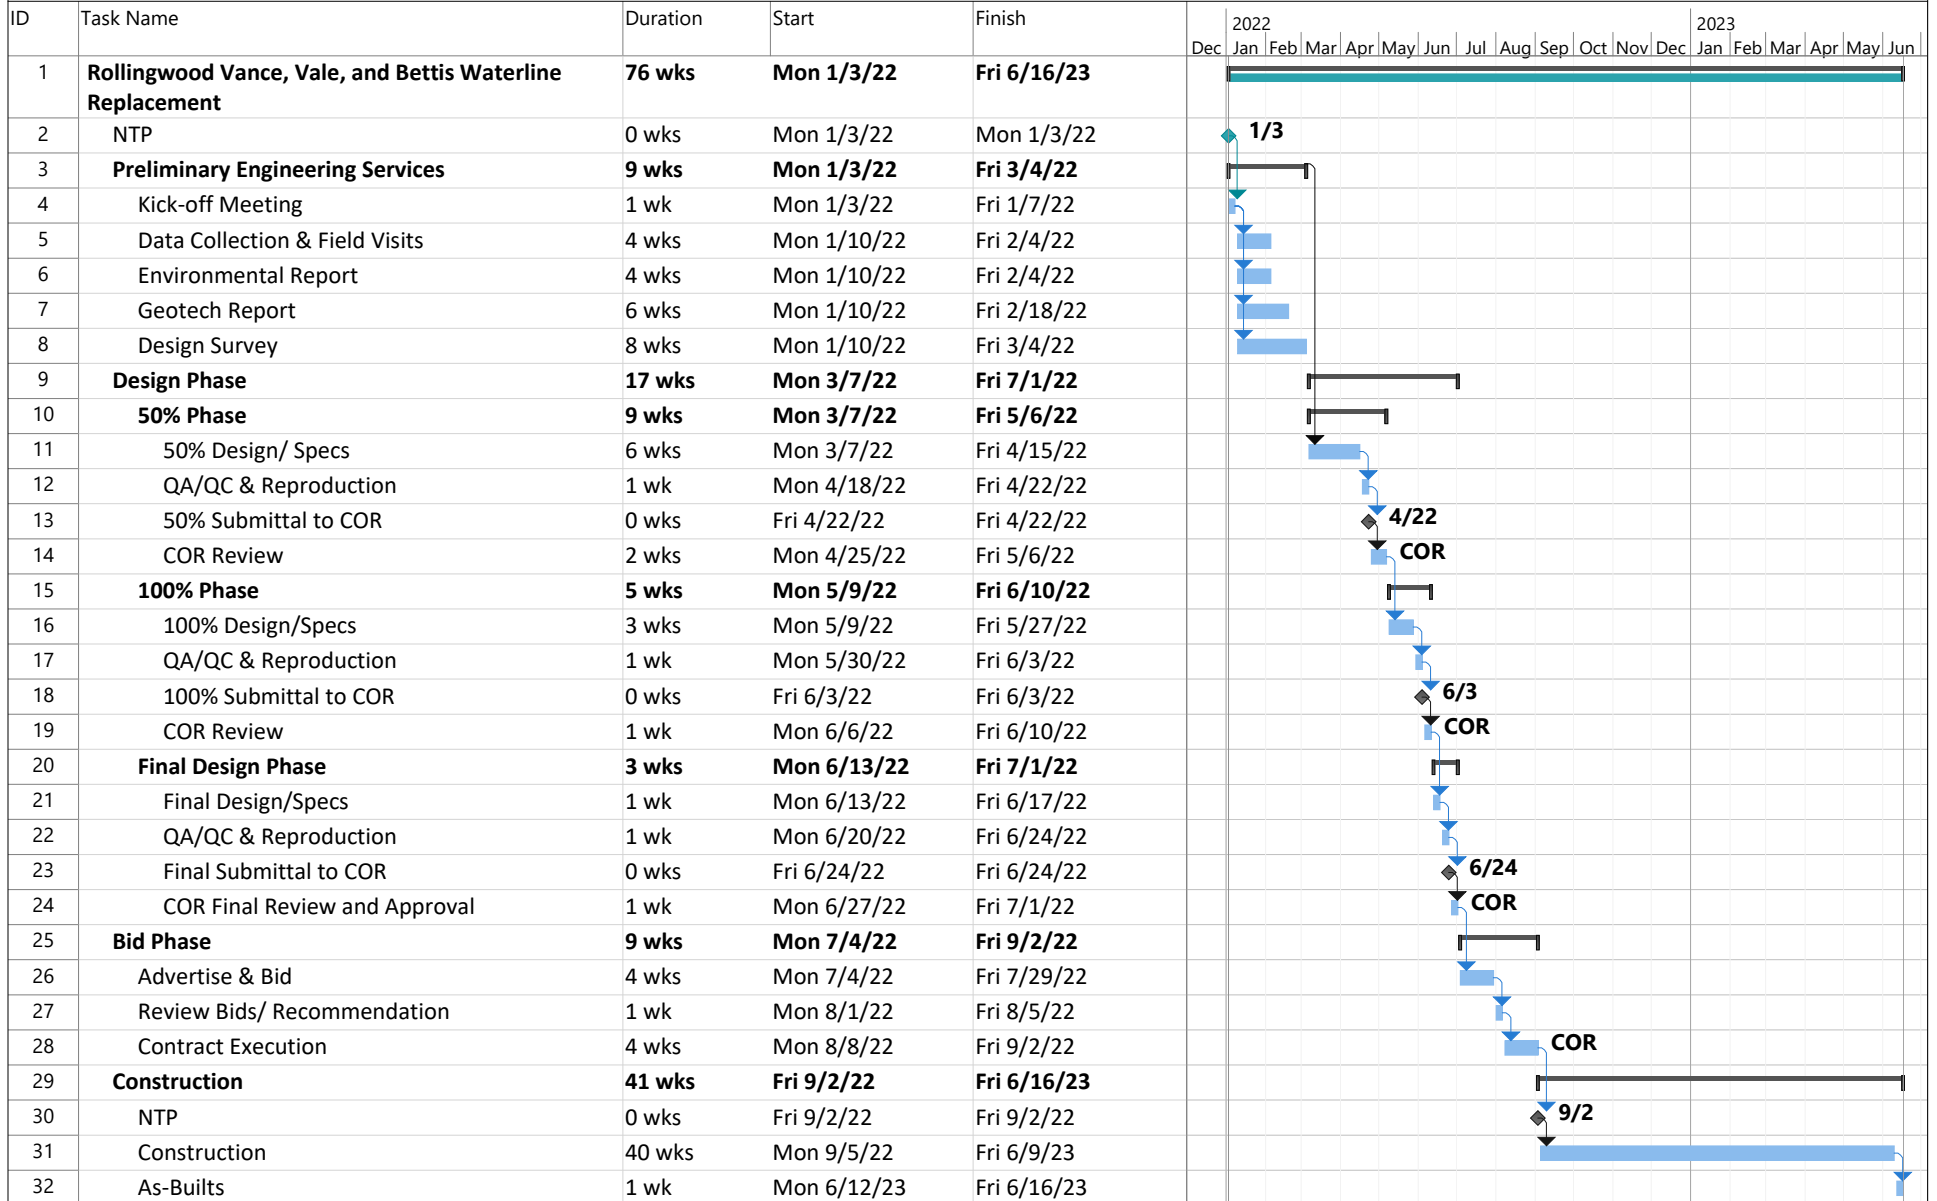 ID Task Name Duration Start Finish
2022 2023
Dec Jan Feb Mar Apr May Jun Jul Aug Sep Oct Nov Dec Jan Feb Mar Apr May Jun
1 Rollingwood Vance, Vale, and Bettis Waterline 76 wks Mon 1/3/22 Fri 6/16/23
Replacement
2 NTP 0 wks Mon 1/3/22 Mon 1/3/22 1/3
3 Preliminary Engineering Services 9 wks Mon 1/3/22 Fri 3/4/22
4 Kick-off Meeting 1 wk Mon 1/3/22 Fri 1/7/22
5 Data Collection & Field Visits 4 wks Mon 1/10/22 Fri 2/4/22
6 Environmental Report 4 wks Mon 1/10/22 Fri 2/4/22
7 Geotech Report 6 wks Mon 1/10/22 Fri 2/18/22
8 Design Survey 8 wks Mon 1/10/22 Fri 3/4/22
9 Design Phase 17 wks Mon 3/7/22 Fri 7/1/22
10 50% Phase 9 wks Mon 3/7/22 Fri 5/6/22
11 50% Design/ Specs 6 wks Mon 3/7/22 Fri 4/15/22
12 QA/QC & Reproduction 1 wk Mon 4/18/22 Fri 4/22/22
13 50% Submittal to COR 0 wks Fri 4/22/22 Fri 4/22/22 4/22
14 COR Review 2 wks Mon 4/25/22 Fri 5/6/22 COR
15 100% Phase 5 wks Mon 5/9/22 Fri 6/10/22
16 100% Design/Specs 3 wks Mon 5/9/22 Fri 5/27/22
17 QA/QC & Reproduction 1 wk Mon 5/30/22 Fri 6/3/22
18 100% Submittal to COR 0 wks Fri 6/3/22 Fri 6/3/22 6/3
19 COR Review 1 wk Mon 6/6/22 Fri 6/10/22 COR
20 Final Design Phase 3 wks Mon 6/13/22 Fri 7/1/22
21 Final Design/Specs 1 wk Mon 6/13/22 Fri 6/17/22
22 QA/QC & Reproduction 1 wk Mon 6/20/22 Fri 6/24/22
23 Final Submittal to COR 0 wks Fri 6/24/22 Fri 6/24/22 6/24
24 COR Final Review and Approval 1 wk Mon 6/27/22 Fri 7/1/22 COR
25 Bid Phase 9 wks Mon 7/4/22 Fri 9/2/22
26 Advertise & Bid 4 wks Mon 7/4/22 Fri 7/29/22
27 Review Bids/ Recommendation 1 wk Mon 8/1/22 Fri 8/5/22
28 Contract Execution 4 wks Mon 8/8/22 Fri 9/2/22 COR
29 Construction 41 wks Fri 9/2/22 Fri 6/16/23
30 NTP 0 wks Fri 9/2/22 Fri 9/2/22 9/2
31 Construction 40 wks Mon 9/5/22 Fri 6/9/23
32 As-Builts 1 wk Mon 6/12/23 Fri 6/16/23